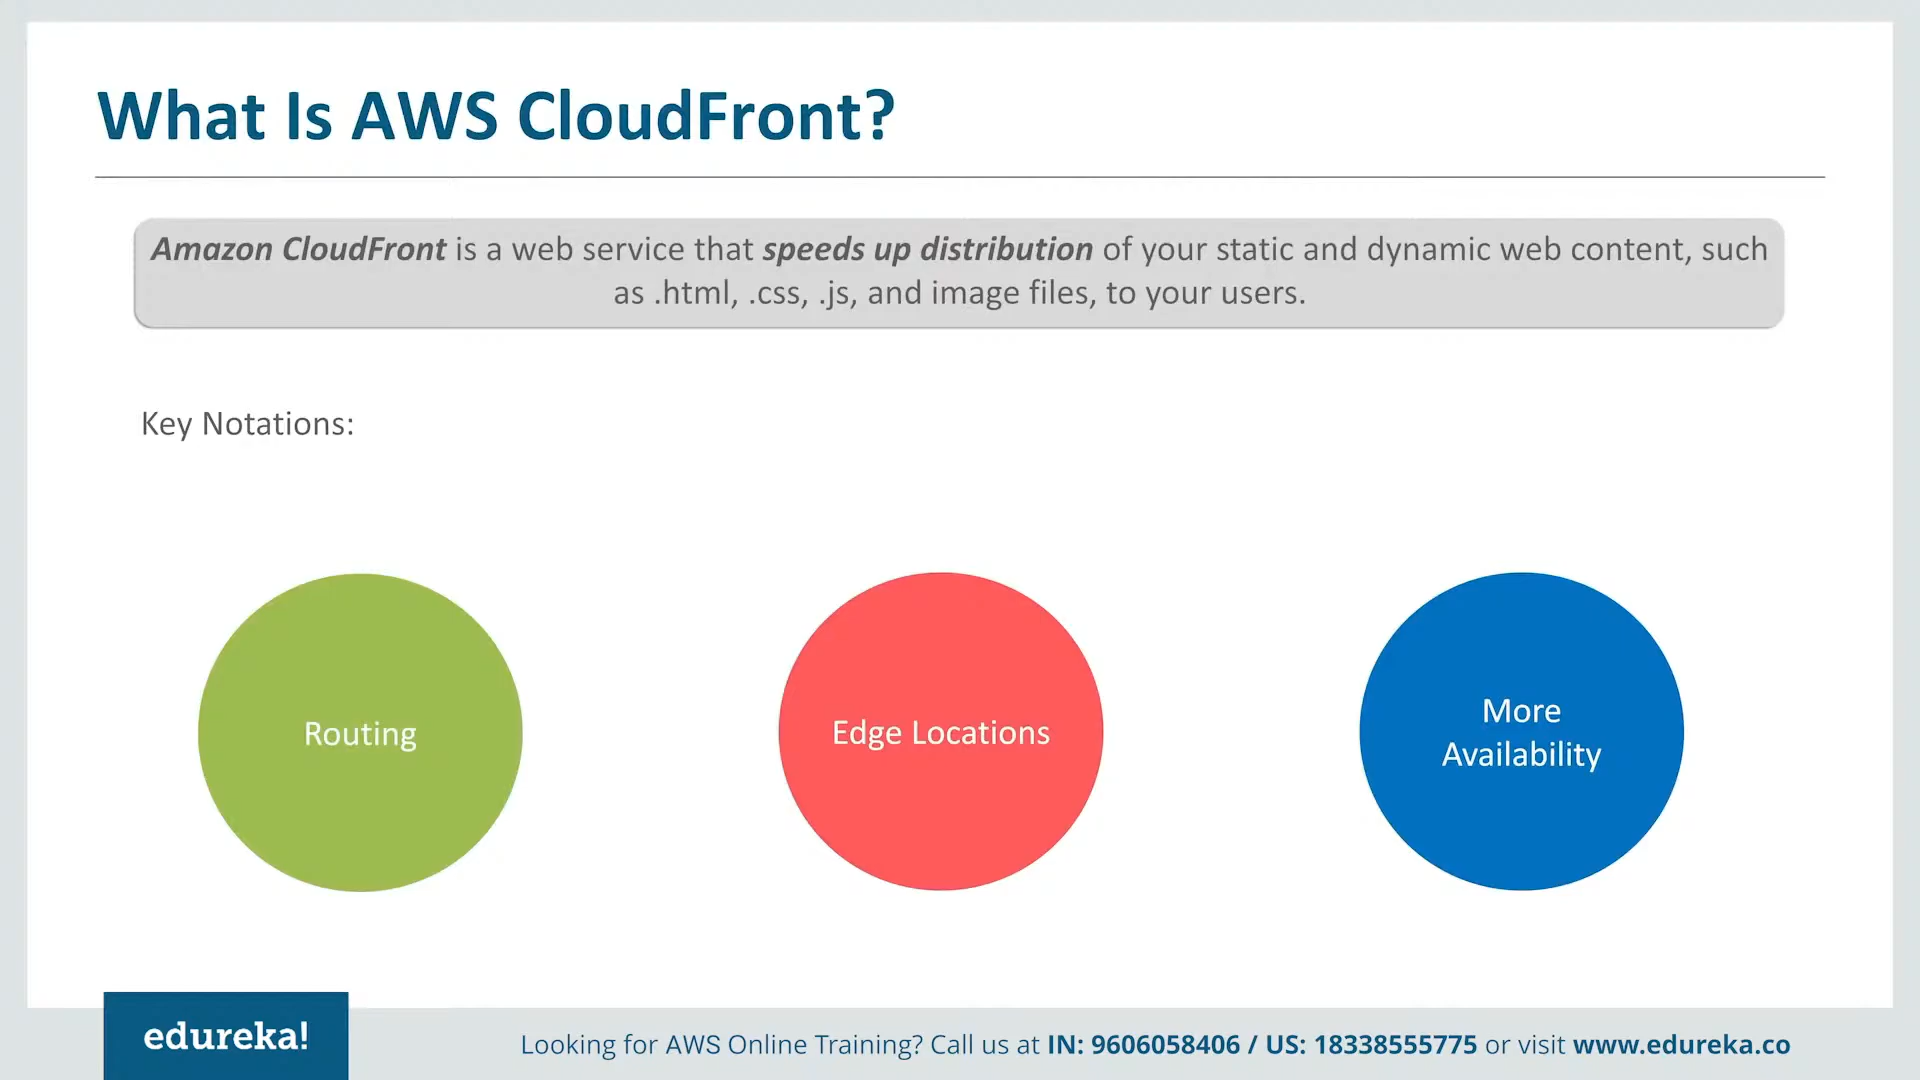 What Is AWS CloudFront?
Amazon CloudFront is a web service that speeds up distribution of your static and dynamic web content, such
as .html, .css, .js, and image files, to your users.
Key Notations:
Routing
Edge Locations
More
Availability
edureka!
Looking for AWS Online Training? Call us at IN: 9606058406 / US: 18338555775 or visit www.edureka.co